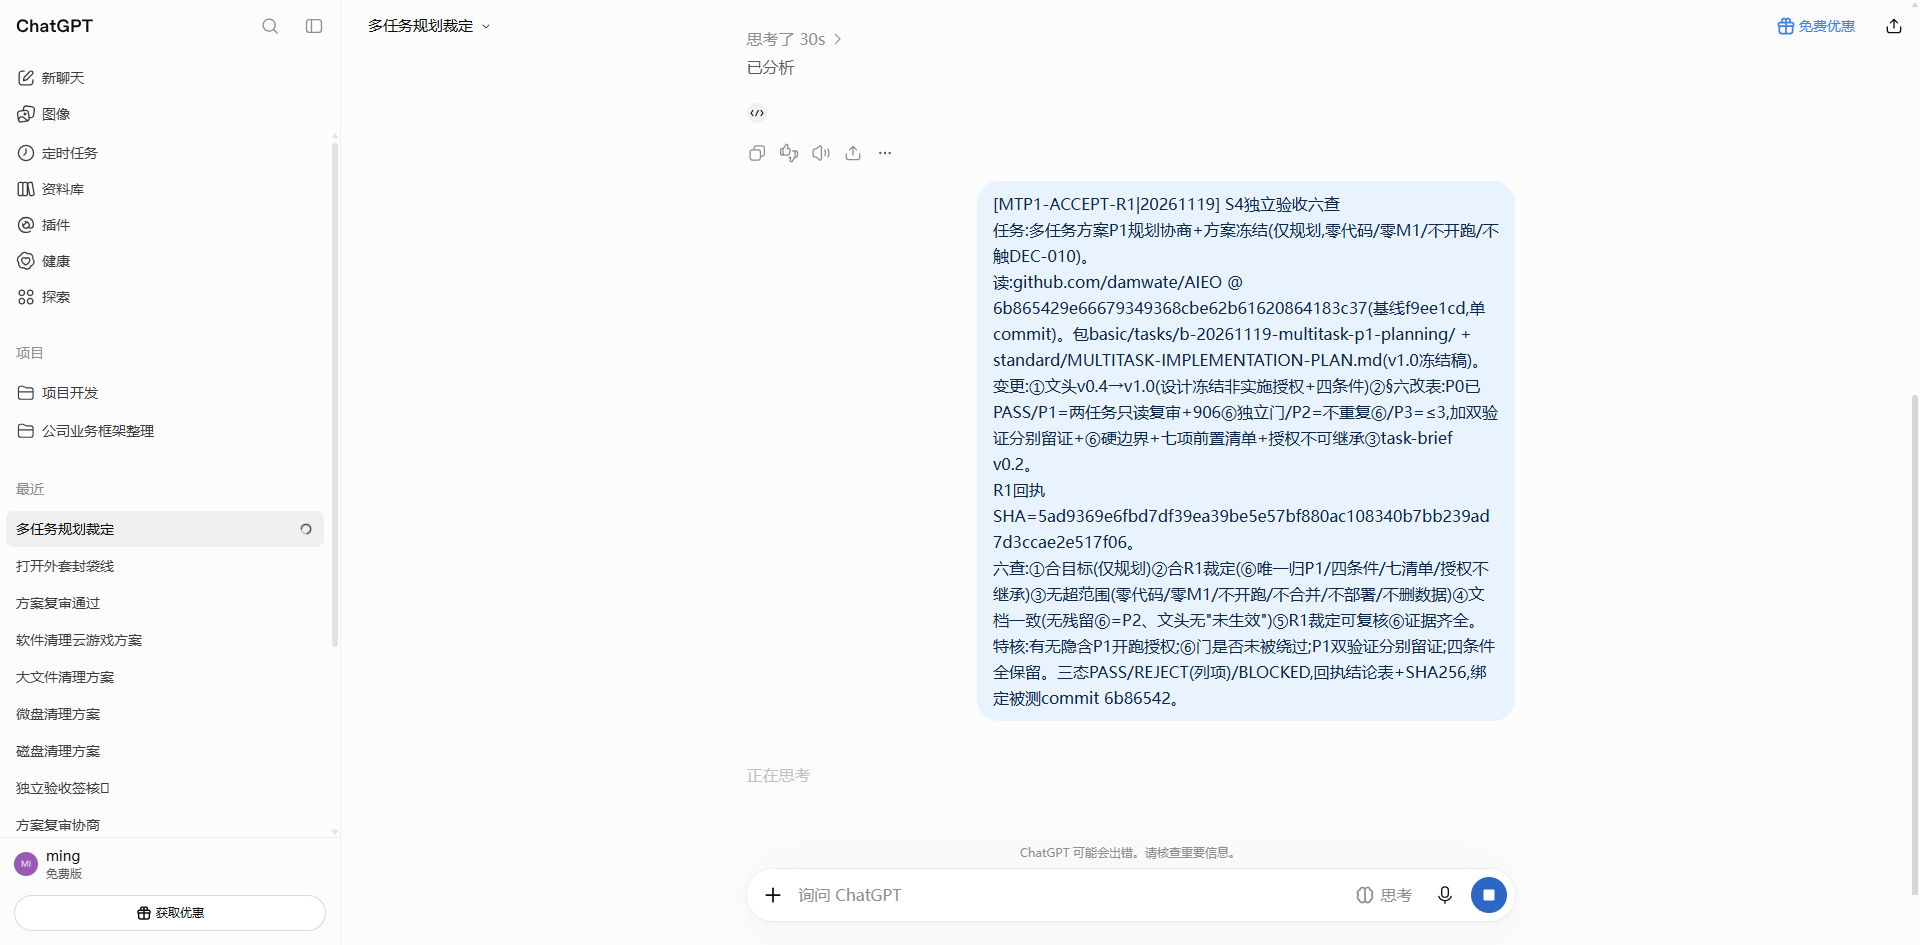 ChatGPT
新聊天
图像
定时任务
资料库
插件
健康
探索
项目
项目开发
公司业务框架整理
最近
多任务规划裁定
打开外套封袋线
方案复审通过
软件清理云游戏方案
大文件清理方案
微盘清理方案
磁盘清理方案
独立验收签核
方案复审协商
MI
ming
免费版
获取优惠
多任务规划裁定
免费优惠
思考了 30s
已分析
[MTP1-ACCEPT-R1|20261119] S4独立验收六查
任务:多任务方案P1规划协商+方案冻结(仅规划,零代码/零M1/不开跑/不
触DEC-010)。
读:github.com/damwate/AIEO @
6b865429e66679349368cbe62b61620864183c37(基线f9ee1cd,单
commit)。包basic/tasks/b-20261119-multitask-p1-planning/ +
standard/MULTITASK-IMPLEMENTATION-PLAN.md(v1.0冻结稿)。
变更:①文头v0.4→v1.0(设计冻结非实施授权+四条件)②§六改表:P0已
PASS/P1=两任务只读复审+906⑥独立门/P2=不重复⑥/P3=≤3,加双验
证分别留证+⑥硬边界+七项前置清单+授权不可继承③task-brief
v0.2。
R1回执
SHA=5ad9369e6fbd7df39ea39be5e57bf880ac108340b7bb239ad
7d3ccae2e517f06。
六查:①合目标(仅规划)②合R1裁定(⑥唯一归P1/四条件/七清单/授权不
继承)③无超范围(零代码/零M1/不开跑/不合并/不部署/不删数据)④文
档一致(无残留⑥=P2、文头无"未生效")⑤R1裁定可复核⑥证据齐全。
特核:有无隐含P1开跑授权;⑥门是否未被绕过;P1双验证分别留证;四条件
全保留。三态PASS/REJECT(列项)/BLOCKED,回执结论表+SHA256,绑
定被测commit 6b86542。
正在思考
ChatGPT 可能会出错。请核查重要信息。
询问 ChatGPT
思考